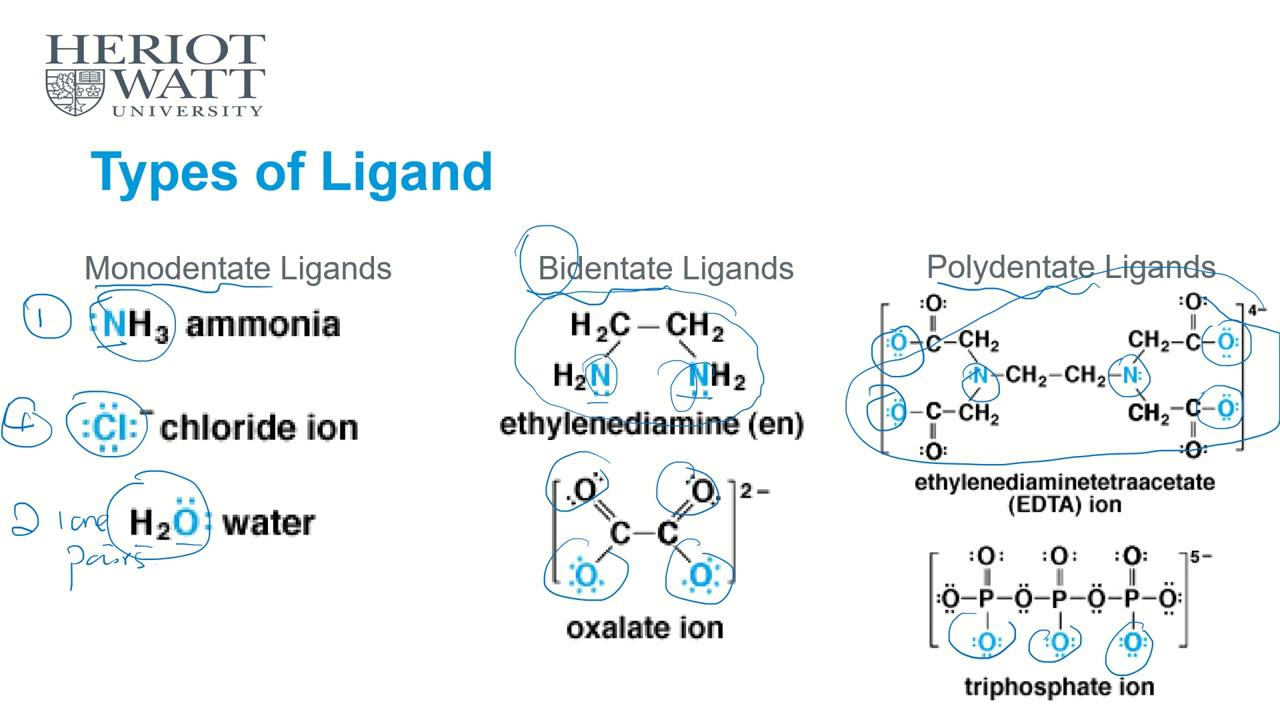 HERIOT
WATT
UNIVERSITY
Types of Ligand
Monodentate Ligands
1
:NH₃ ammonia
4
:Cl:⁻ chloride ion
2 lone pairs
H₂O: water
Bidentate Ligands
H₂C–CH₂
H₂N NH₂
ethylenediamine (en)
O O 2−
C–C
O O
oxalate ion
Polydentate Ligands
:O: :O: 4−
:O–C–CH₂ CH₂–C–O:
:N–CH₂–CH₂–N:
:O–C–CH₂ CH₂–C–O:
:O: :O:
ethylenediaminetetraacetate
(EDTA) ion
:O: :O: :O: 5−
:O–P–O–P–O–P–O:
:O: :O: :O:
triphosphate ion